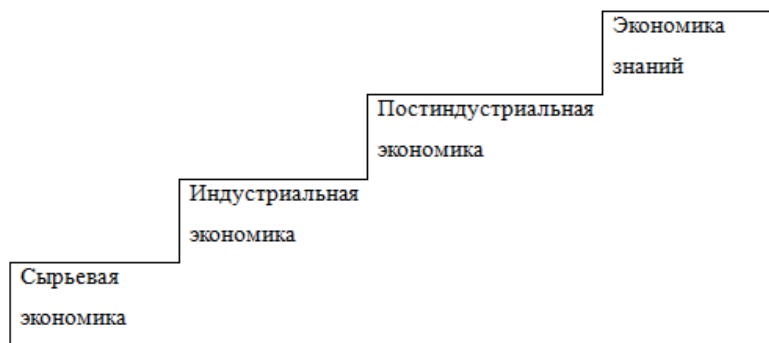 Экономика
знаний
Постиндустриальная
экономика
Индустриальная
экономика
Сырьевая
экономика